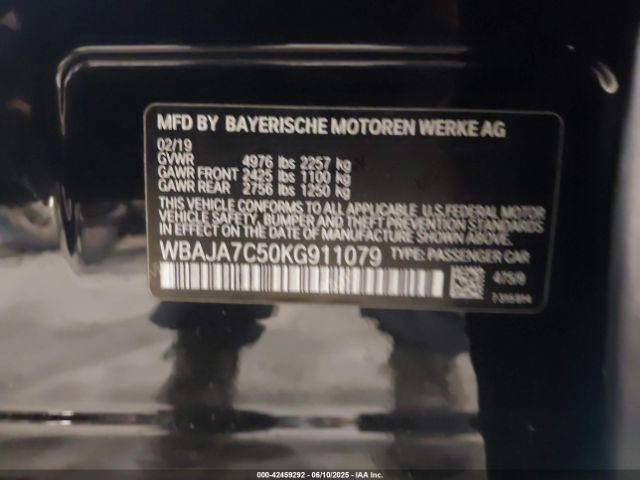 MFD BY BAYERISCHE MOTOREN WERKE AG
02/19
GVWR 4976 lbs 2257 kg
GAWR FRONT 2425 lbs 1100 kg
GAWR REAR 2756 lbs 1250 kg
THIS VEHICLE CONFORMS TO ALL APPLICABLE U.S. FEDERAL MOTOR
VEHICLE SAFETY, BUMPER AND THEFT PREVENTION STANDARDS
IN EFFECT ON THE DATE OF MANUFACTURE SHOWN ABOVE.
WBAJA7C50KG911079 TYPE: PASSENGER CAR
475/8
000-42459292 - 06/10/2025 - IAA Inc.